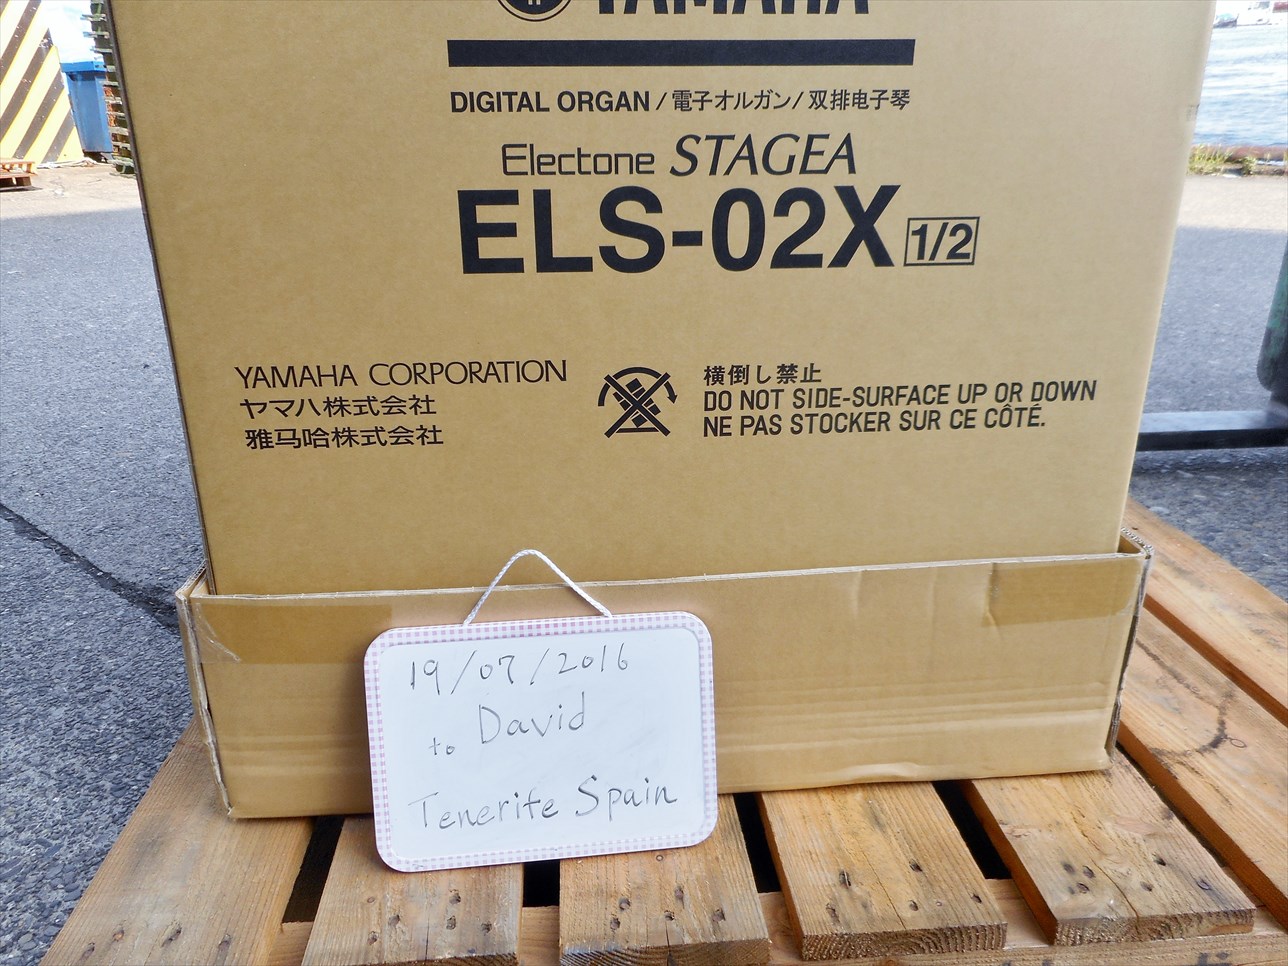 YAMAHA
DIGITAL ORGAN/電子オルガン/双排电子琴
Electone STAGEA
ELS-02X 1/2
YAMAHA CORPORATION
ヤマハ株式会社
雅马哈株式会社
横倒し禁止
DO NOT SIDE-SURFACE UP OR DOWN
NE PAS STOCKER SUR CE CÔTÉ.
19/07/2016
to David
Tenerife Spain